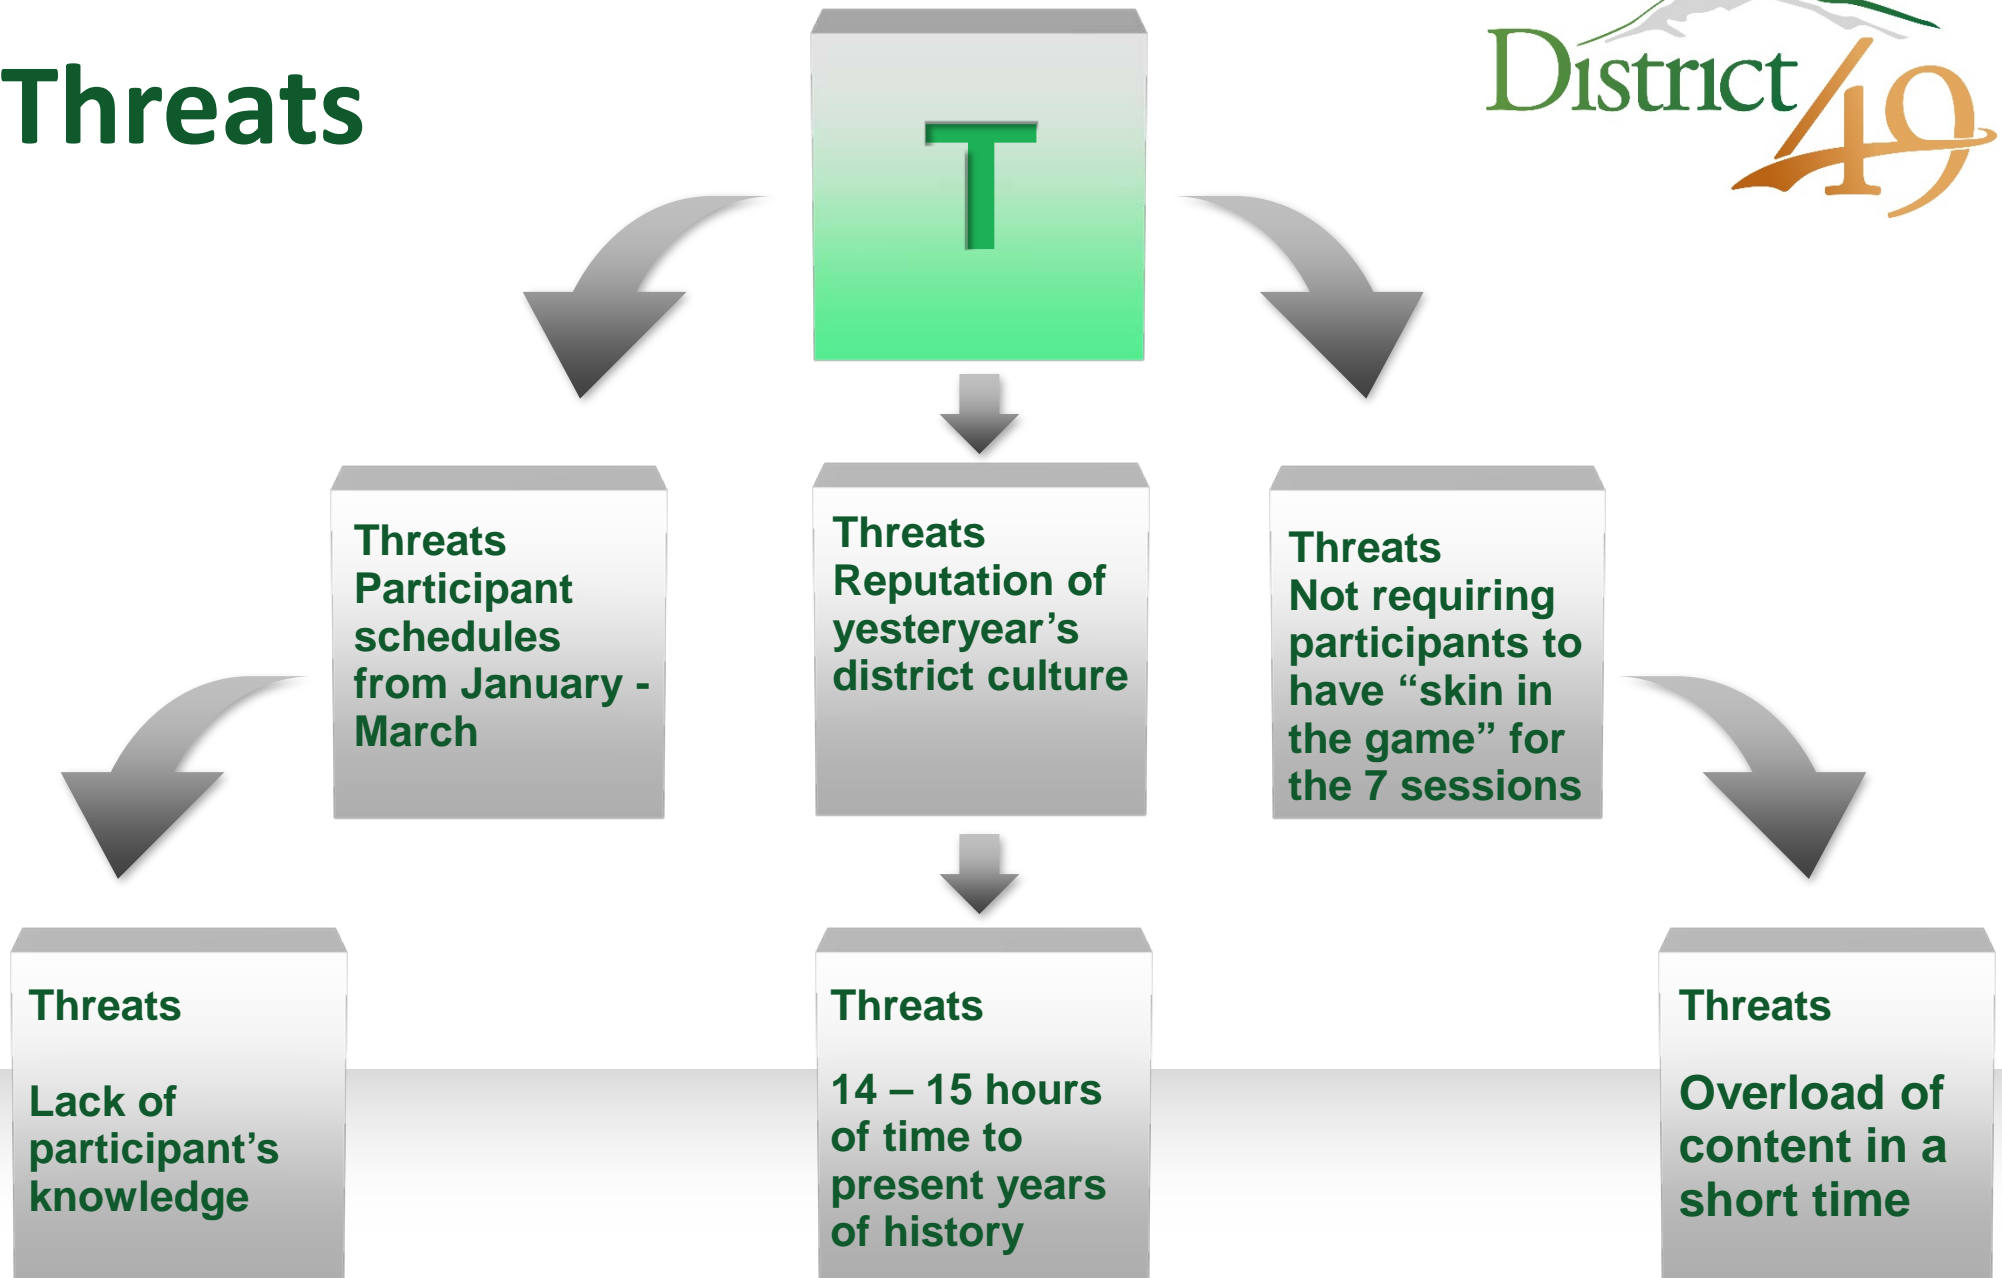 Threats
District
49
T
Threats
Participant
schedules
from January -
March
Threats
Reputation of
yesteryear’s
district culture
Threats
Not requiring
participants to
have “skin in
the game” for
the 7 sessions
Threats
Lack of
participant’s
knowledge
Threats
14 – 15 hours
of time to
present years
of history
Threats
Overload of
content in a
short time